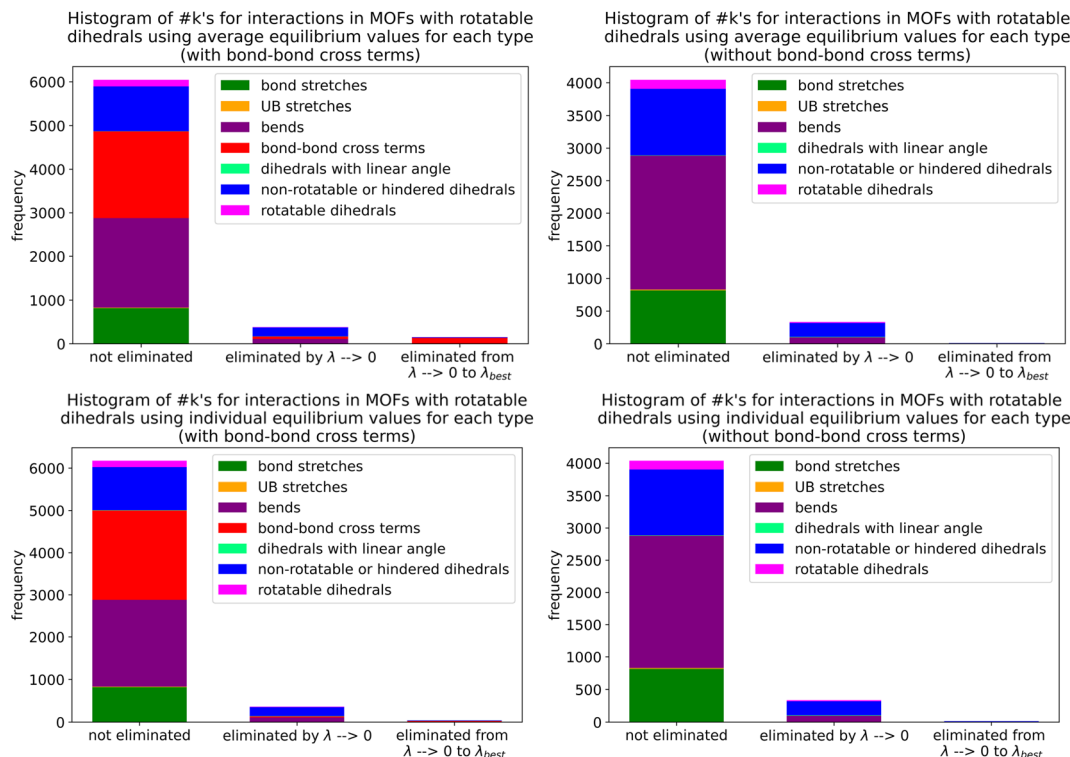 Histogram of #k's for interactions in MOFs with rotatable
dihedrals using average equilibrium values for each type
(with bond-bond cross terms)
6000
5000
4000
3000
2000
1000
0
frequency
bond stretches
UB stretches
bends
bond-bond cross terms
dihedrals with linear angle
non-rotatable or hindered dihedrals
rotatable dihedrals
not eliminated
eliminated by λ --> 0
eliminated from
λ --> 0 to λbest
Histogram of #k's for interactions in MOFs with rotatable
dihedrals using average equilibrium values for each type
(without bond-bond cross terms)
4000
3500
3000
2500
2000
1500
1000
500
0
frequency
bond stretches
UB stretches
bends
dihedrals with linear angle
non-rotatable or hindered dihedrals
rotatable dihedrals
not eliminated
eliminated by λ --> 0
eliminated from
λ --> 0 to λbest
Histogram of #k's for interactions in MOFs with rotatable
dihedrals using individual equilibrium values for each type
(with bond-bond cross terms)
6000
5000
4000
3000
2000
1000
0
frequency
bond stretches
UB stretches
bends
bond-bond cross terms
dihedrals with linear angle
non-rotatable or hindered dihedrals
rotatable dihedrals
not eliminated
eliminated by λ --> 0
eliminated from
λ --> 0 to λbest
Histogram of #k's for interactions in MOFs with rotatable
dihedrals using individual equilibrium values for each type
(without bond-bond cross terms)
4000
3500
3000
2500
2000
1500
1000
500
0
frequency
bond stretches
UB stretches
bends
dihedrals with linear angle
non-rotatable or hindered dihedrals
rotatable dihedrals
not eliminated
eliminated by λ --> 0
eliminated from
λ --> 0 to λbest